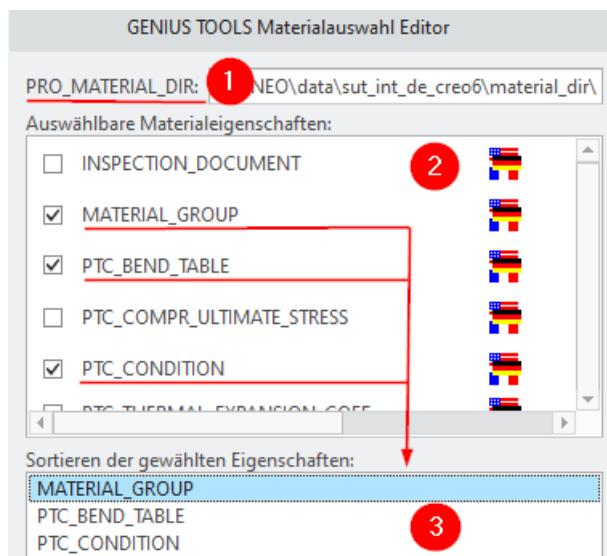 GENIUS TOOLS Materialauswahl Editor
PRO_MATERIAL_DIR: 1 NEO\data\sut_int_de_creo6\material_dir\
Auswählbare Materialeigenschaften:
INSPECTION_DOCUMENT
2
MATERIAL_GROUP
PTC_BEND_TABLE
PTC_COMPR_ULTIMATE_STRESS
PTC_CONDITION
PTC_THERMAL_EXPANSION_COEF
Sortieren der gewählten Eigenschaften:
MATERIAL_GROUP
PTC_BEND_TABLE
3
PTC_CONDITION